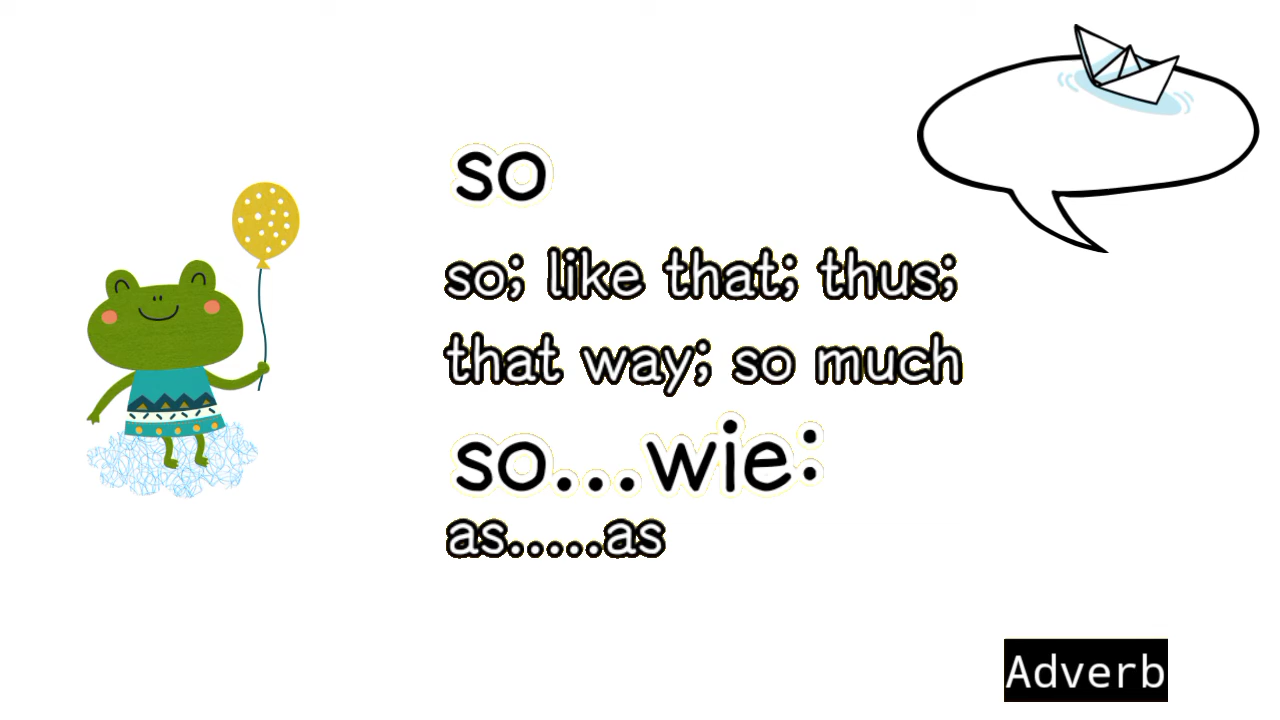 so
so; like that; thus;
that way; so much
so...wie:
as.....as
Adverb